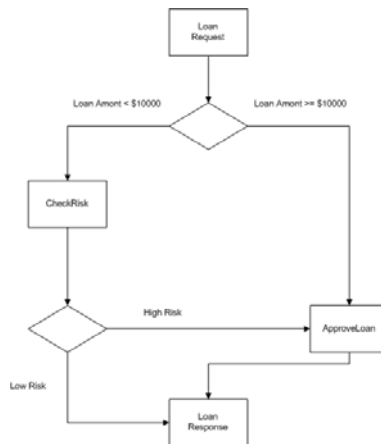 Loan
Request
Loan Amont < $10000
Loan Amont >= $10000
CheckRisk
High Risk
ApproveLoan
Low Risk
Loan
Response